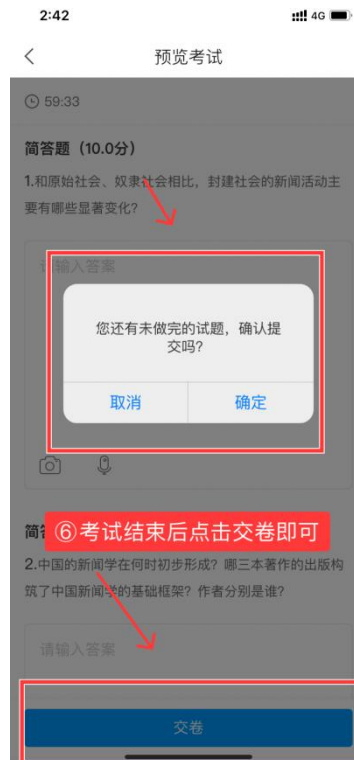 2:42
4G
预览考试
59:33
简答题（10.0分）
1.和原始社会、奴隶社会相比，封建社会的新闻活动主
要有哪些显著变化？
请输入答案
您还有未做完的试题，确认提
交吗？
取消
确定
⑥考试结束后点击交卷即可
2.中国的新闻学在何时初步形成？哪三本著作的出版构
筑了中国新闻学的基础框架？作者分别是谁？
请输入答案
交卷